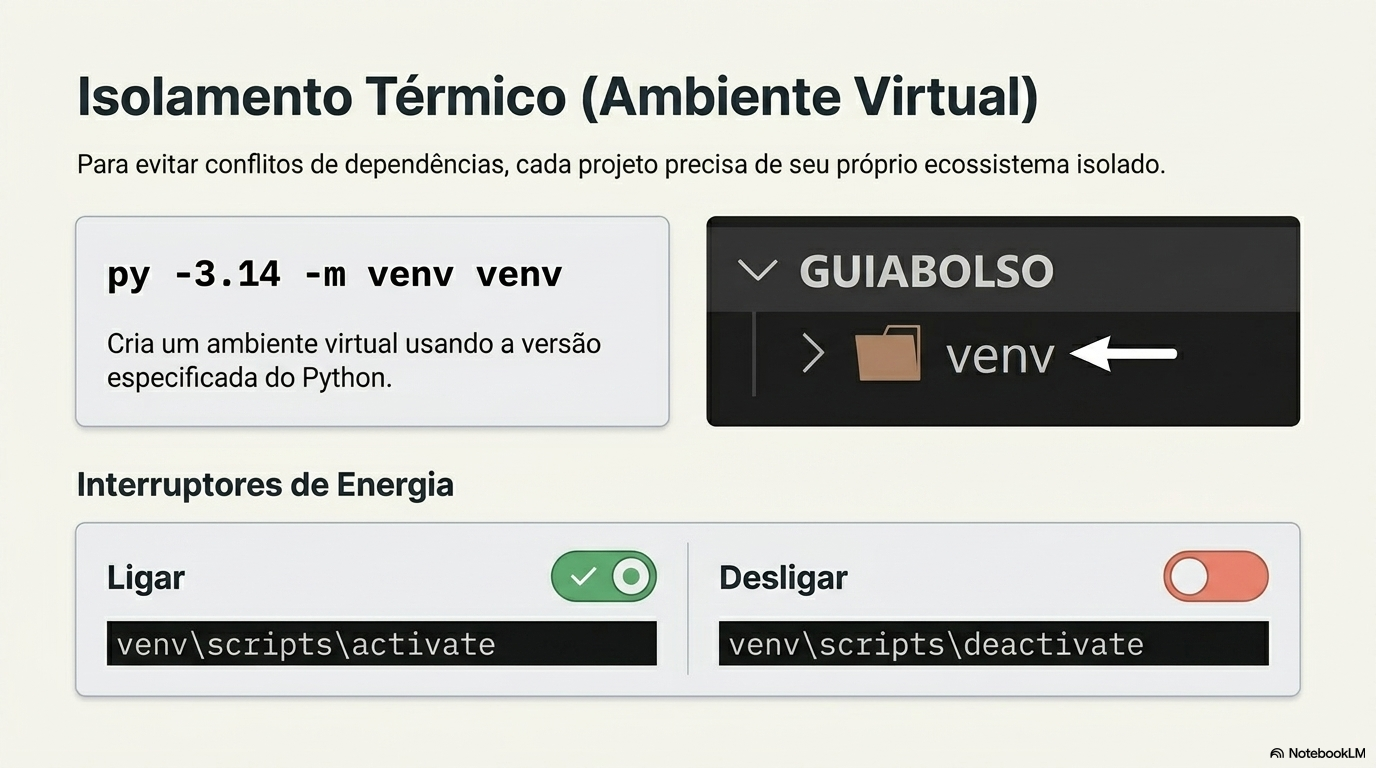 Isolamento Térmico (Ambiente Virtual)
Para evitar conflitos de dependências, cada projeto precisa de seu próprio ecossistema isolado.
py -3.14 -m venv venv
Cria um ambiente virtual usando a versão
especificada do Python.
GUIABOLSO
venv
Interruptores de Energia
Ligar
venv\scripts\activate
Desligar
venv\scripts\deactivate
NotebookLM